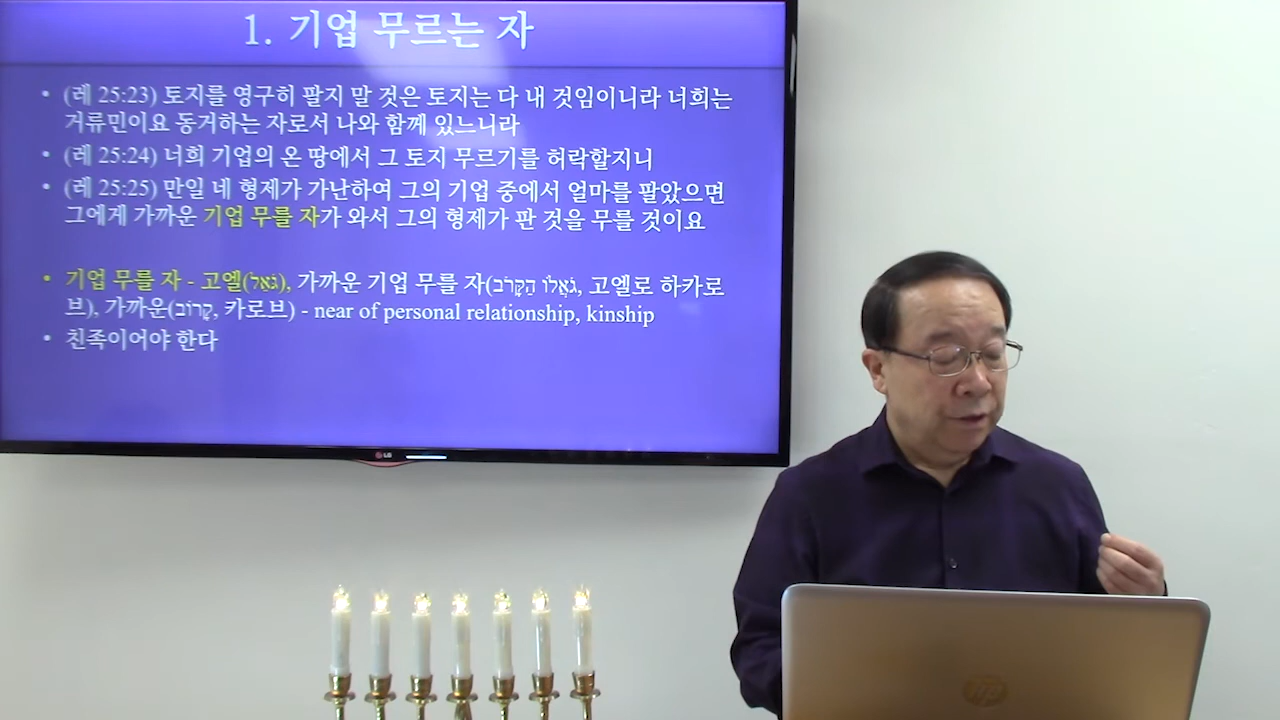 1. 기업 무르는 자
• (레 25:23) 토지를 영구히 팔지 말 것은 토지는 다 내 것임이니라 너희는
거류민이요 동거하는 자로서 나와 함께 있느니라
• (레 25:24) 너희 기업의 온 땅에서 그 토지 무르기를 허락할지니
• (레 25:25) 만일 네 형제가 가난하여 그의 기업 중에서 얼마를 팔았으면
그에게 가까운 기업 무를 자가 와서 그의 형제가 판 것을 무를 것이요
• 기업 무를 자 - 고엘(גֹּאֵל), 가까운 기업 무를 자(גֹאֲלוֹ הַקָּרֹב, 고엘로 하카로
브), 가까운(קָרוֹב, 카로브) - near of personal relationship, kinship
• 친족이어야 한다
LG
hp